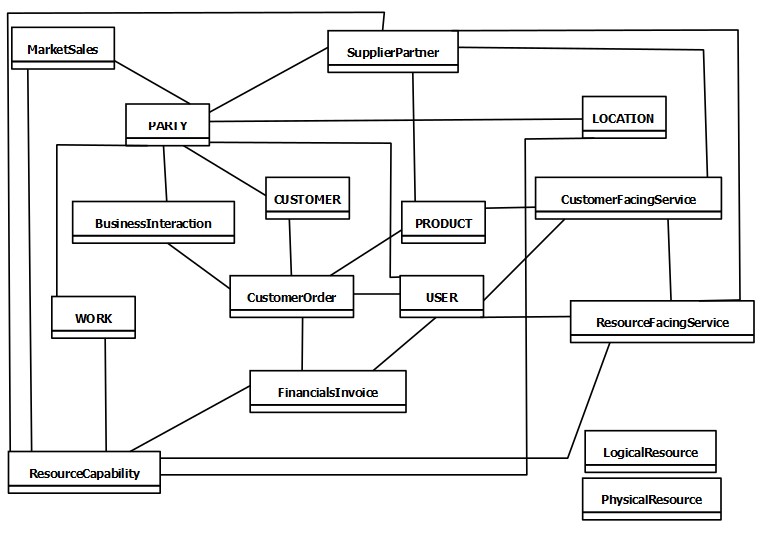 MarketSales
SupplierPartner
PARTY
LOCATION
CUSTOMER
CustomerFacingService
BusinessInteraction
PRODUCT
CustomerOrder
USER
WORK
ResourceFacingService
FinancialsInvoice
LogicalResource
ResourceCapability
PhysicalResource